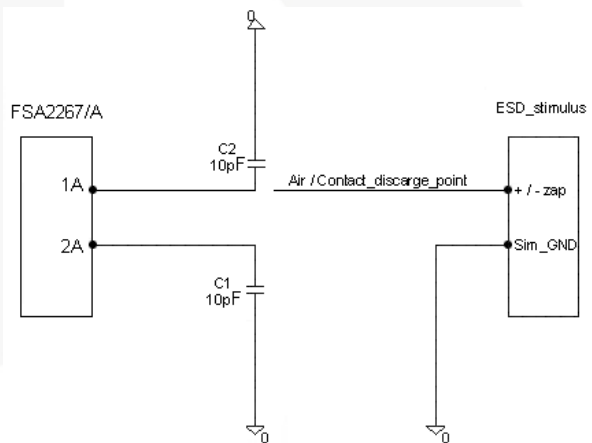 0
FSA2267/A
ESD_stimulus
C2
10pF
1A
Air / Contact_discarge_point
+ / - zap
2A
Sim_GND
C1
10pF
0
0